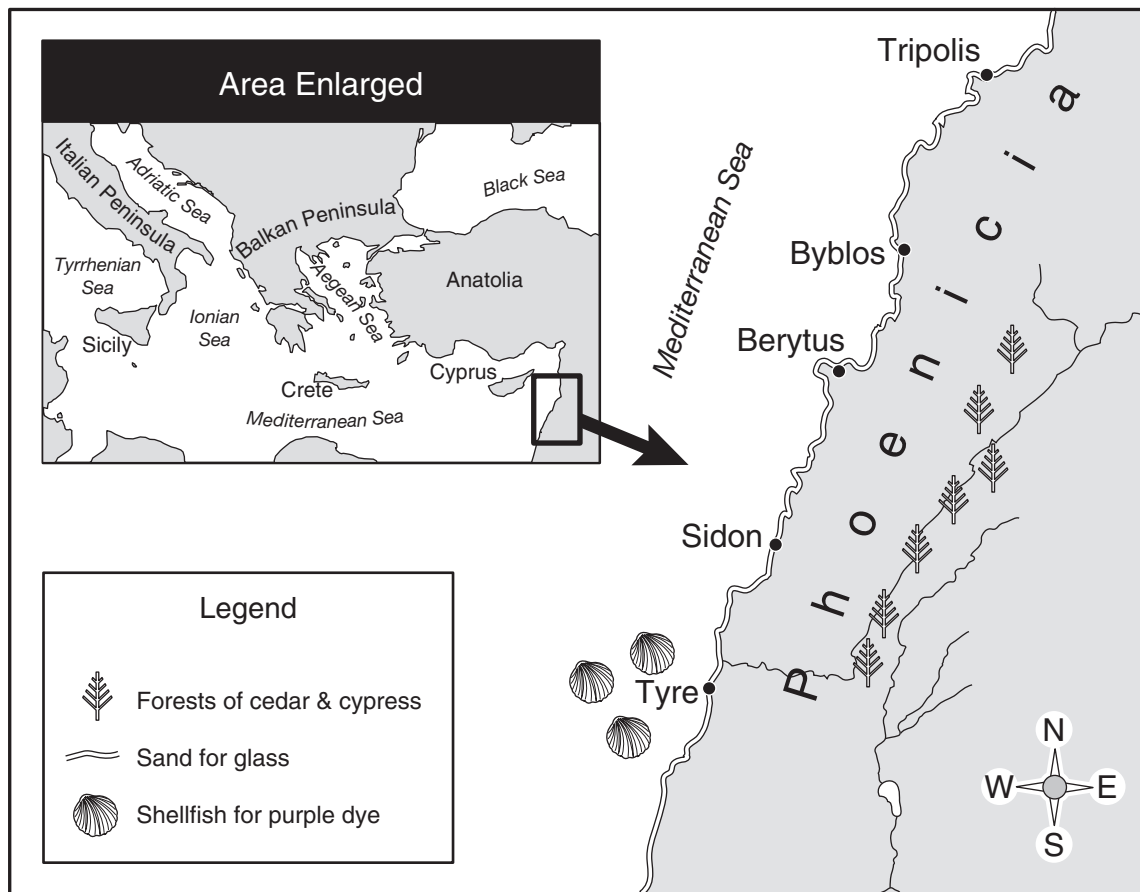 Area Enlarged
Italian Peninsula
Adriatic Sea
Black Sea
Balkan Peninsula
Tyrrhenian
Sea
Aegean Sea
Anatolia
Ionian
Sea
Sicily
Crete
Cyprus
Mediterranean Sea
Tripolis
Mediterranean Sea
Byblos
Berytus
Phoenicia
Sidon
Tyre
Legend
Forests of cedar & cypress
Sand for glass
Shellfish for purple dye
N
W
E
S